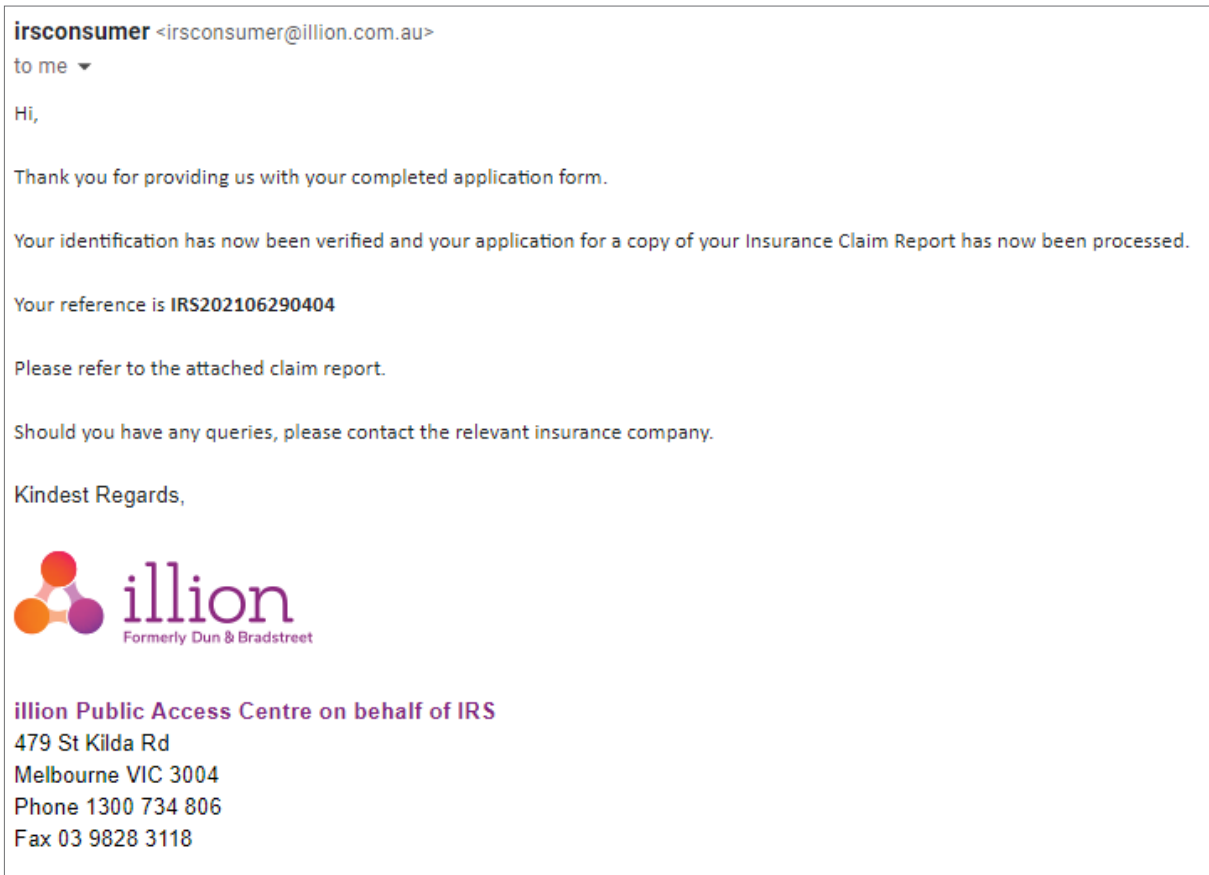 irsconsumer <irsconsumer@illion.com.au>
to me
Hi,
Thank you for providing us with your completed application form.
Your identification has now been verified and your application for a copy of your Insurance Claim Report has now been processed.
Your reference is IRS202106290404
Please refer to the attached claim report.
Should you have any queries, please contact the relevant insurance company.
Kindest Regards,
illion
Formerly Dun & Bradstreet
illion Public Access Centre on behalf of IRS
479 St Kilda Rd
Melbourne VIC 3004
Phone 1300 734 806
Fax 03 9828 3118